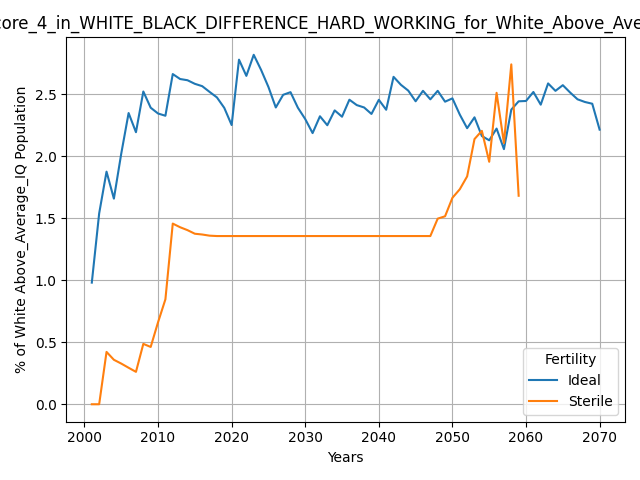 core_4_in_WHITE_BLACK_DIFFERENCE_HARD_WORKING_for_White_Above_Ave
2.5
2.0
1.5
1.0
0.5
0.0
% of White Above_Average_IQ Population
Fertility
Ideal
Sterile
2000 2010 2020 2030 2040 2050 2060 2070
Years